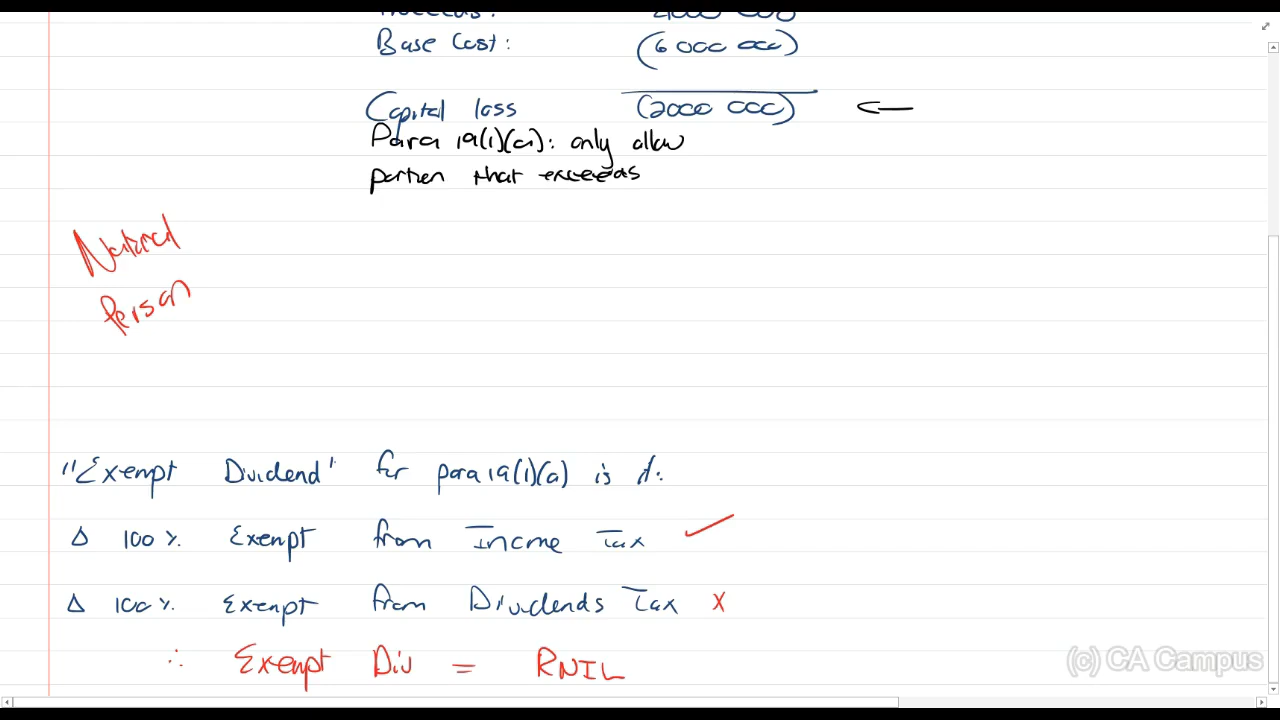 Base Cost: (6 000 000)
Capital loss (2000 000) ←
Para 19(1)(a): only allow
portion that exceeds
Natural
Person
"Exempt Dividend" for para 19(1)(a) is if:
Δ 100% Exempt from Income Tax ✓
Δ 100% Exempt from Dividends Tax X
∴ Exempt Div = RNIL
(c) CA Campus